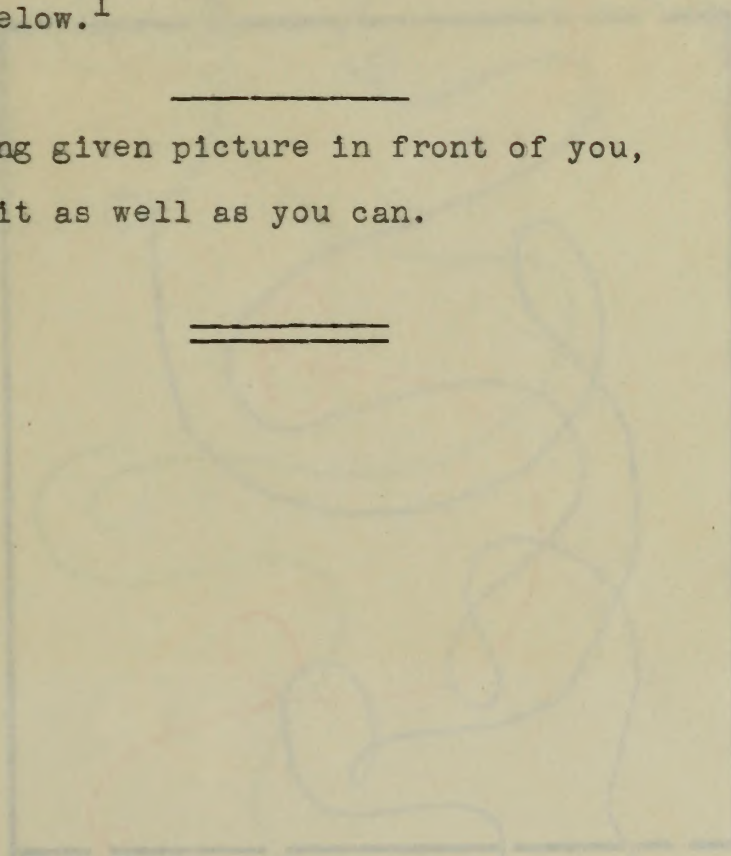 elow.1
ng given picture in front of you,
it as well as you can.